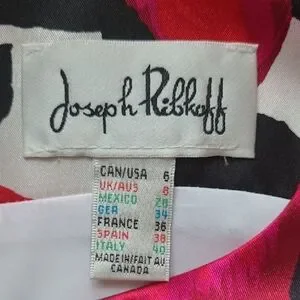 Joseph Ribkoff
CAN/USA 6
UK/AUS 8
MEXICO 28
GER 34
FRANCE 36
SPAIN 38
ITALY 40
MADE IN/FAIT AU
CANADA